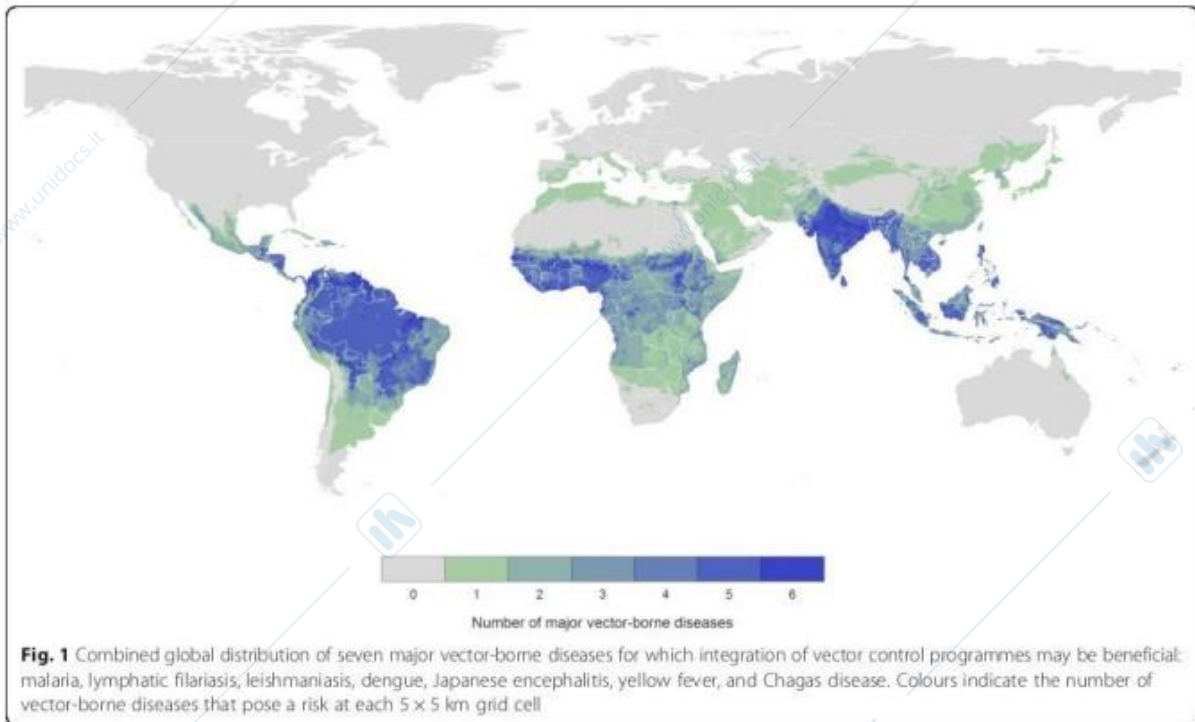 www.unidocs.it
0 1 2 3 4 5 6
Number of major vector-borne diseases
Fig. 1 Combined global distribution of seven major vector-borne diseases for which integration of vector control programmes may be beneficial:
malaria, lymphatic filariasis, leishmaniasis, dengue, Japanese encephalitis, yellow fever, and Chagas disease. Colours indicate the number of
vector-borne diseases that pose a risk at each 5 × 5 km grid cell